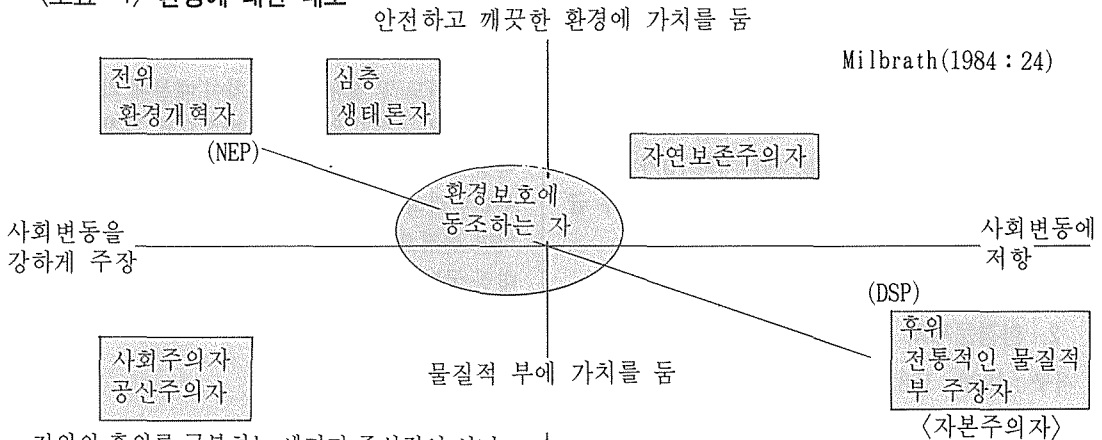 안전하고 깨끗한 환경에 가치를 둠
Milbrath(1984 : 24)
전위
환경개혁자
심층
생태론자
(NEP)
자연보존주의자
환경보호에
동조하는 자
사회변동을
강하게 주장
사회변동에
저항
(DSP)
후위
전통적인 물질적
부 주장자
〈자본주의자〉
사회주의자
공산주의자
물질적 부에 가치를 둠